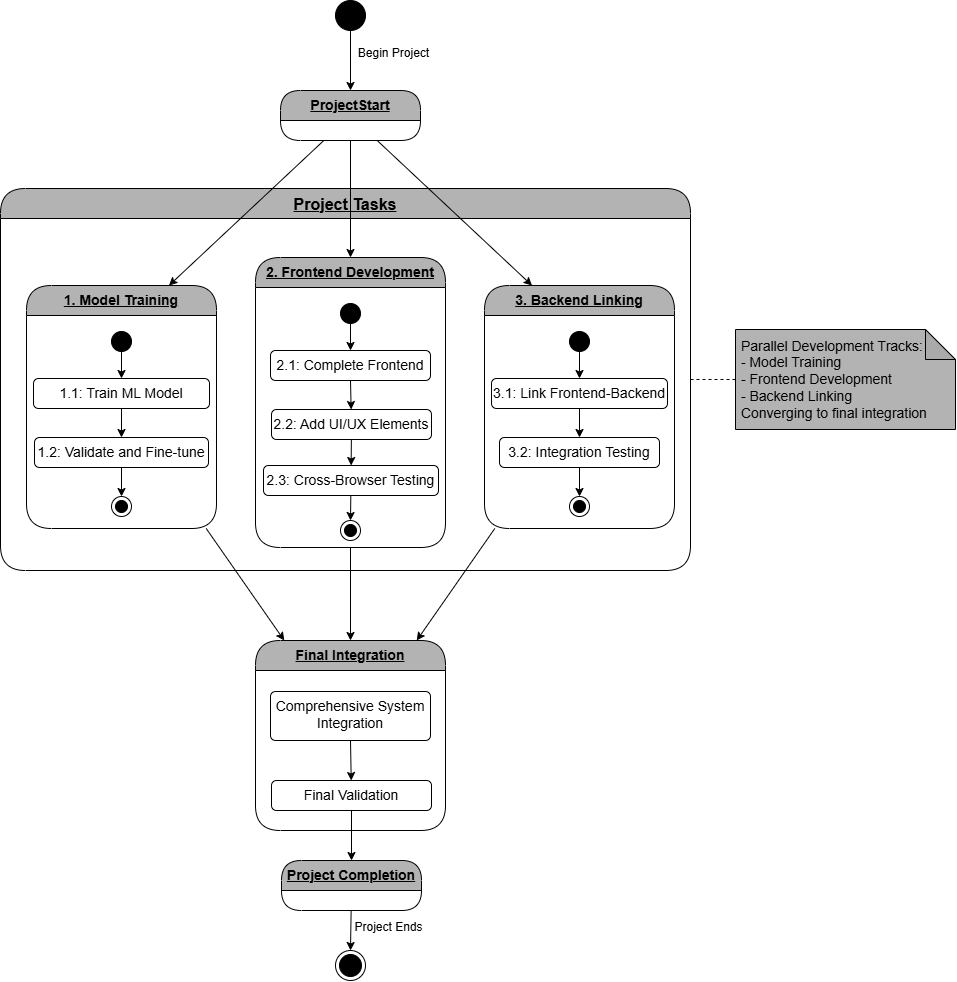 Begin Project
ProjectStart
Project Tasks
1. Model Training
1.1: Train ML Model
1.2: Validate and Fine-tune
2. Frontend Development
2.1: Complete Frontend
2.2: Add UI/UX Elements
2.3: Cross-Browser Testing
3. Backend Linking
3.1: Link Frontend-Backend
3.2: Integration Testing
Parallel Development Tracks:
- Model Training
- Frontend Development
- Backend Linking
Converging to final integration
Final Integration
Comprehensive System
Integration
Final Validation
Project Completion
Project Ends